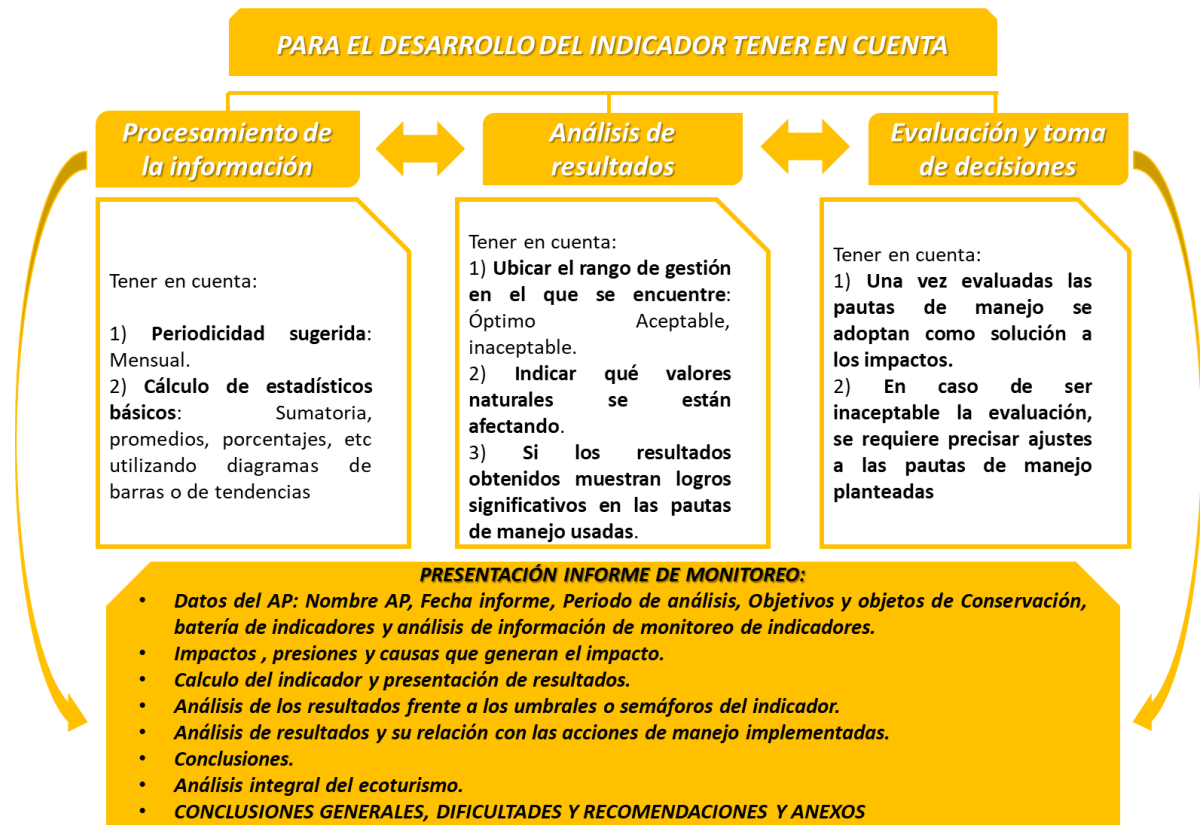 PARA EL DESARROLLO DEL INDICADOR TENER EN CUENTA
Procesamiento de
la información
Análisis de
resultados
Evaluación y toma
de decisiones
Tener en cuenta:
1) Periodicidad sugerida:
Mensual.
2) Cálculo de estadísticos
básicos: Sumatoria,
promedios, porcentajes, etc
utilizando diagramas de
barras o de tendencias
Tener en cuenta:
1) Ubicar el rango de gestión
en el que se encuentre:
Óptimo Aceptable,
inaceptable.
2) Indicar qué valores
naturales se están
afectando.
3) Si los resultados
obtenidos muestran logros
significativos en las pautas
de manejo usadas.
Tener en cuenta:
1) Una vez evaluadas las
pautas de manejo se
adoptan como solución a
los impactos.
2) En caso de ser
inaceptable la evaluación,
se requiere precisar ajustes
a las pautas de manejo
planteadas
PRESENTACIÓN INFORME DE MONITOREO:
• Datos del AP: Nombre AP, Fecha informe, Periodo de análisis, Objetivos y objetos de Conservación,
batería de indicadores y análisis de información de monitoreo de indicadores.
• Impactos , presiones y causas que generan el impacto.
• Calculo del indicador y presentación de resultados.
• Análisis de los resultados frente a los umbrales o semáforos del indicador.
• Análisis de resultados y su relación con las acciones de manejo implementadas.
• Conclusiones.
• Análisis integral del ecoturismo.
• CONCLUSIONES GENERALES, DIFICULTADES Y RECOMENDACIONES Y ANEXOS